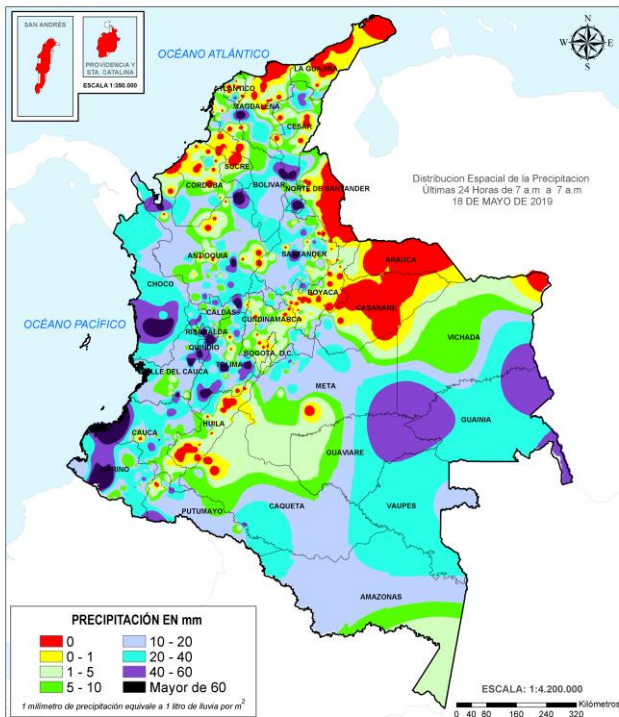 SAN ANDRÉS
PROVIDENCIA Y
STA. CATALINA
ESCALA 1:350.000
OCÉANO ATLÁNTICO
N
W E
S
LA GUAJIRA
ATLÁNTICO
MAGDALENA
CESAR
SUCRE
CORDOBA
BOLIVAR
NORTE DE SANTANDER
Distribucion Espacial de la Precipitacion
Últimas 24 Horas de 7 a.m a 7 a.m
18 DE MAYO DE 2019
ANTIOQUIA
SANTANDER
ARAUCA
CHOCO
BOYACA
CASANARE
CALDAS
CUNDINAMARCA
OCÉANO PACÍFICO
RISARALDA
VICHADA
QUINDIO
BOGOTA, D.C.
VALLE DEL CAUCA
TOLIMA
META
GUAINIA
CAUCA
HUILA
GUAVIARE
NARIÑO
CAQUETA
VAUPES
PUTUMAYO
AMAZONAS
PRECIPITACIÓN EN mm
0 10 - 20
0 - 1 20 - 40
1 - 5 40 - 60
5 - 10 Mayor de 60
1 milímetro de precipitación equivale a 1 litro de lluvia por m²
ESCALA: 1:4.200.000
Kilómetros
0 40 80 160 240 320